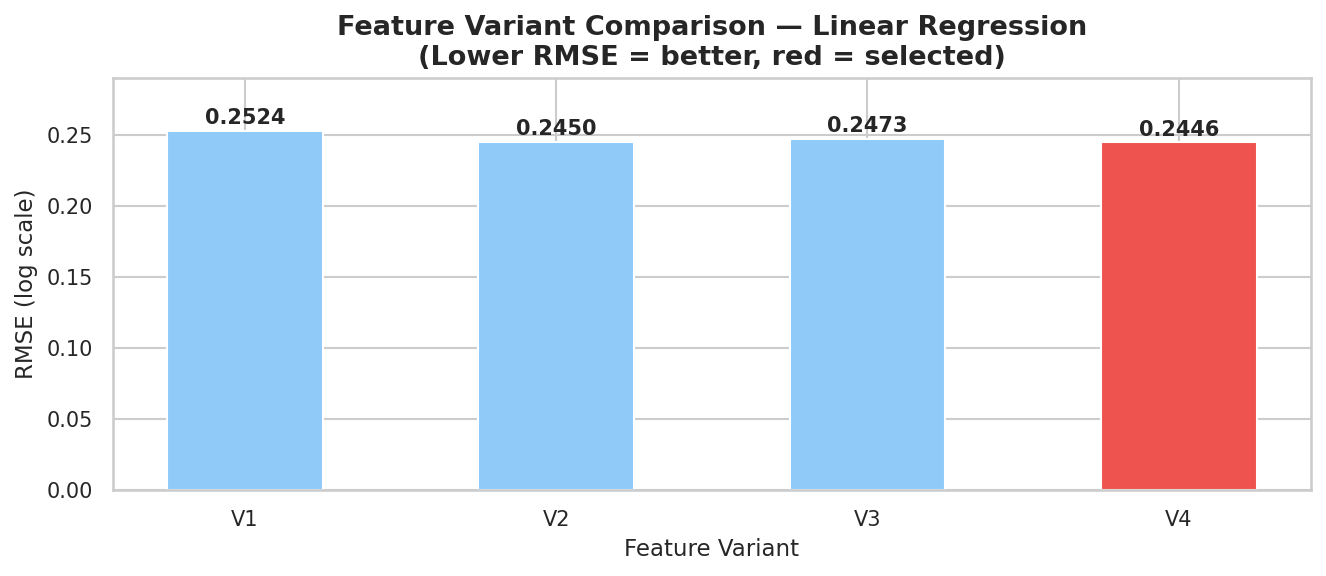 Feature Variant Comparison — Linear Regression
(Lower RMSE = better, red = selected)
RMSE (log scale)
0.25
0.20
0.15
0.10
0.05
0.00
0.2524
0.2450
0.2473
0.2446
V1
V2
V3
V4
Feature Variant